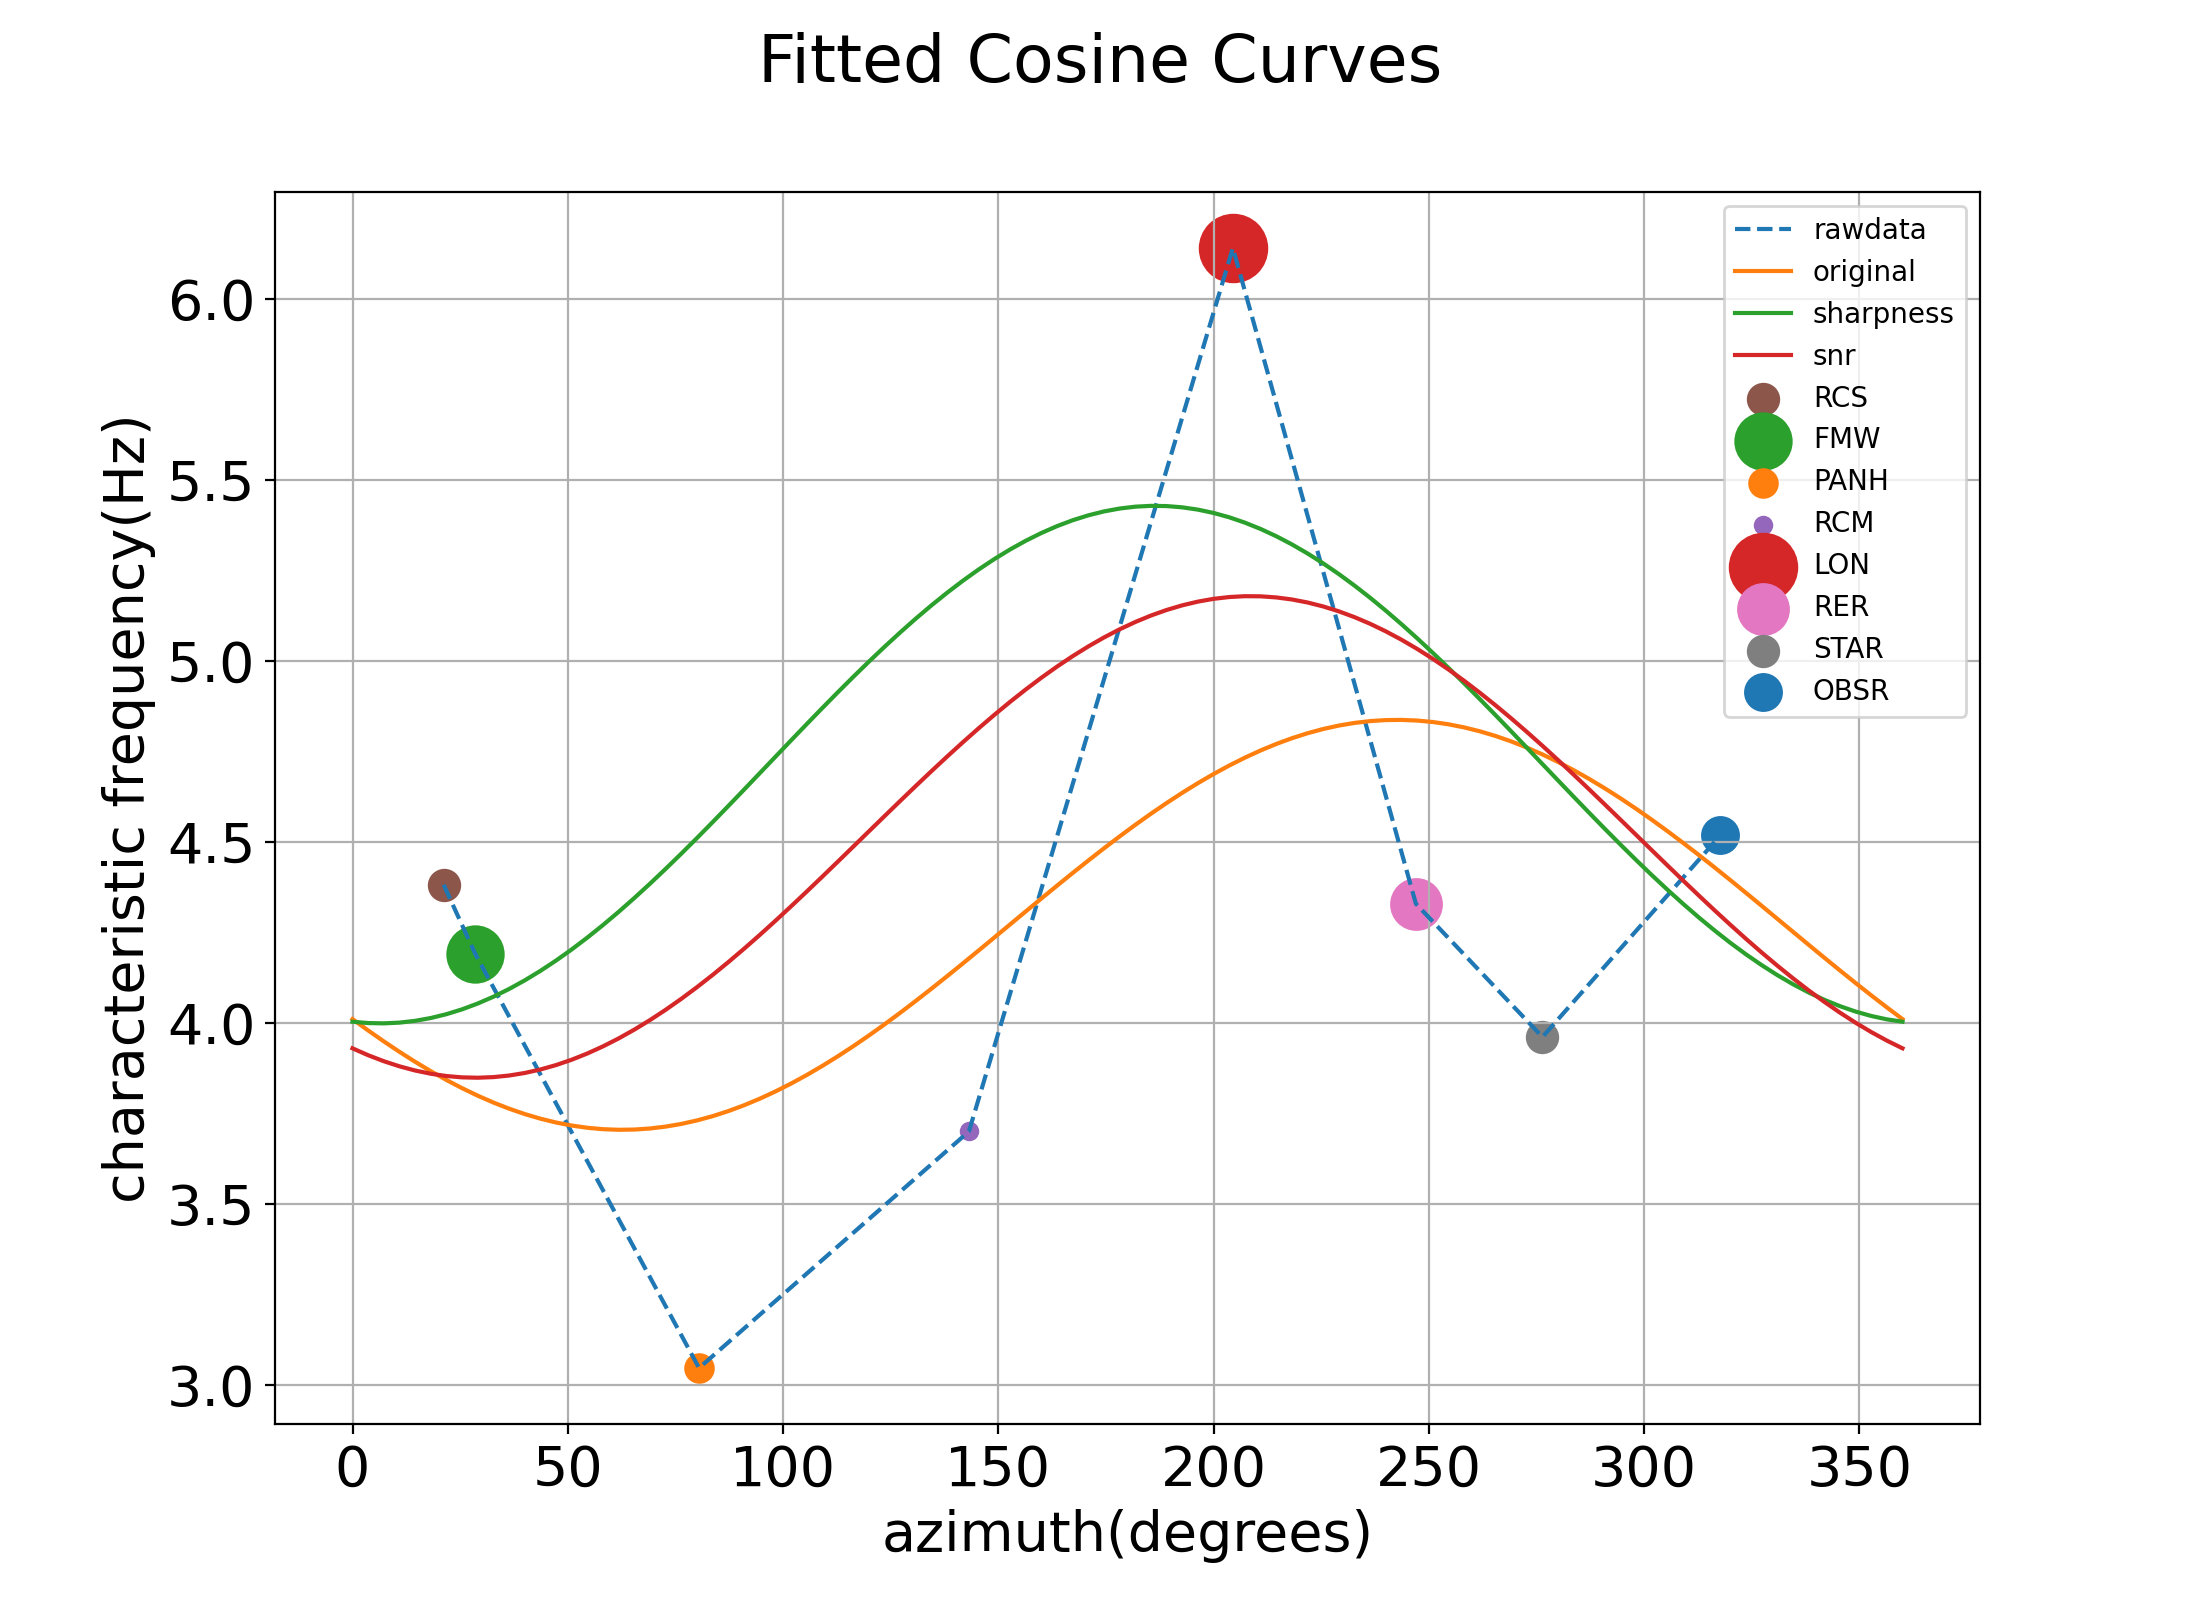 Fitted Cosine Curves
characteristic frequency(Hz)
6.0
5.5
5.0
4.5
4.0
3.5
3.0
rawdata
original
sharpness
snr
RCS
FMW
PANH
RCM
LON
RER
STAR
OBSR
0 50 100 150 200 250 300 350
azimuth(degrees)